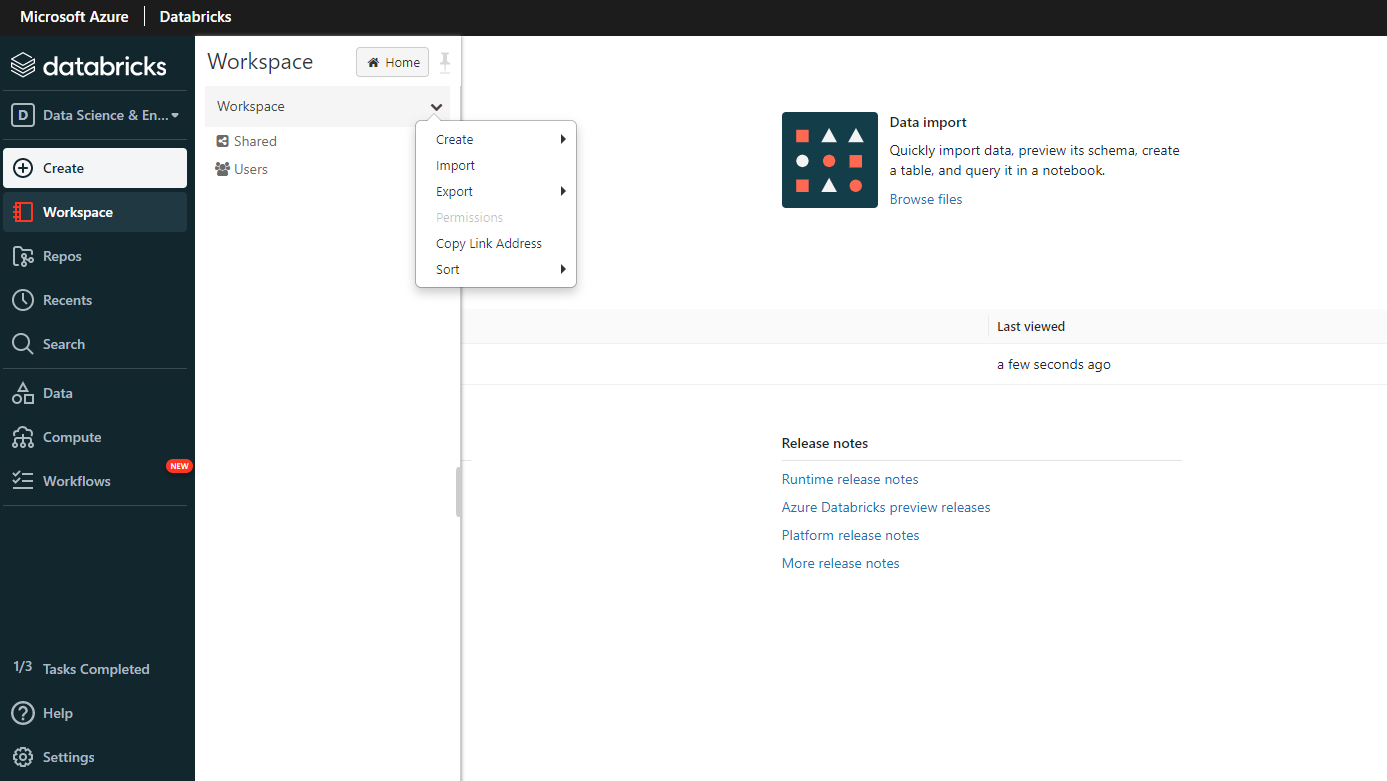 Microsoft Azure
Databricks
databricks
D
Data Science & En...
Create
Workspace
Repos
Recents
Search
Data
Compute
NEW
Workflows
1/3 Tasks Completed
Help
Settings
Workspace
Home
Workspace
Shared
Users
Create
Import
Export
Permissions
Copy Link Address
Sort
Data import
Quickly import data, preview its schema, create
a table, and query it in a notebook.
Browse files
Last viewed
a few seconds ago
Release notes
Runtime release notes
Azure Databricks preview releases
Platform release notes
More release notes